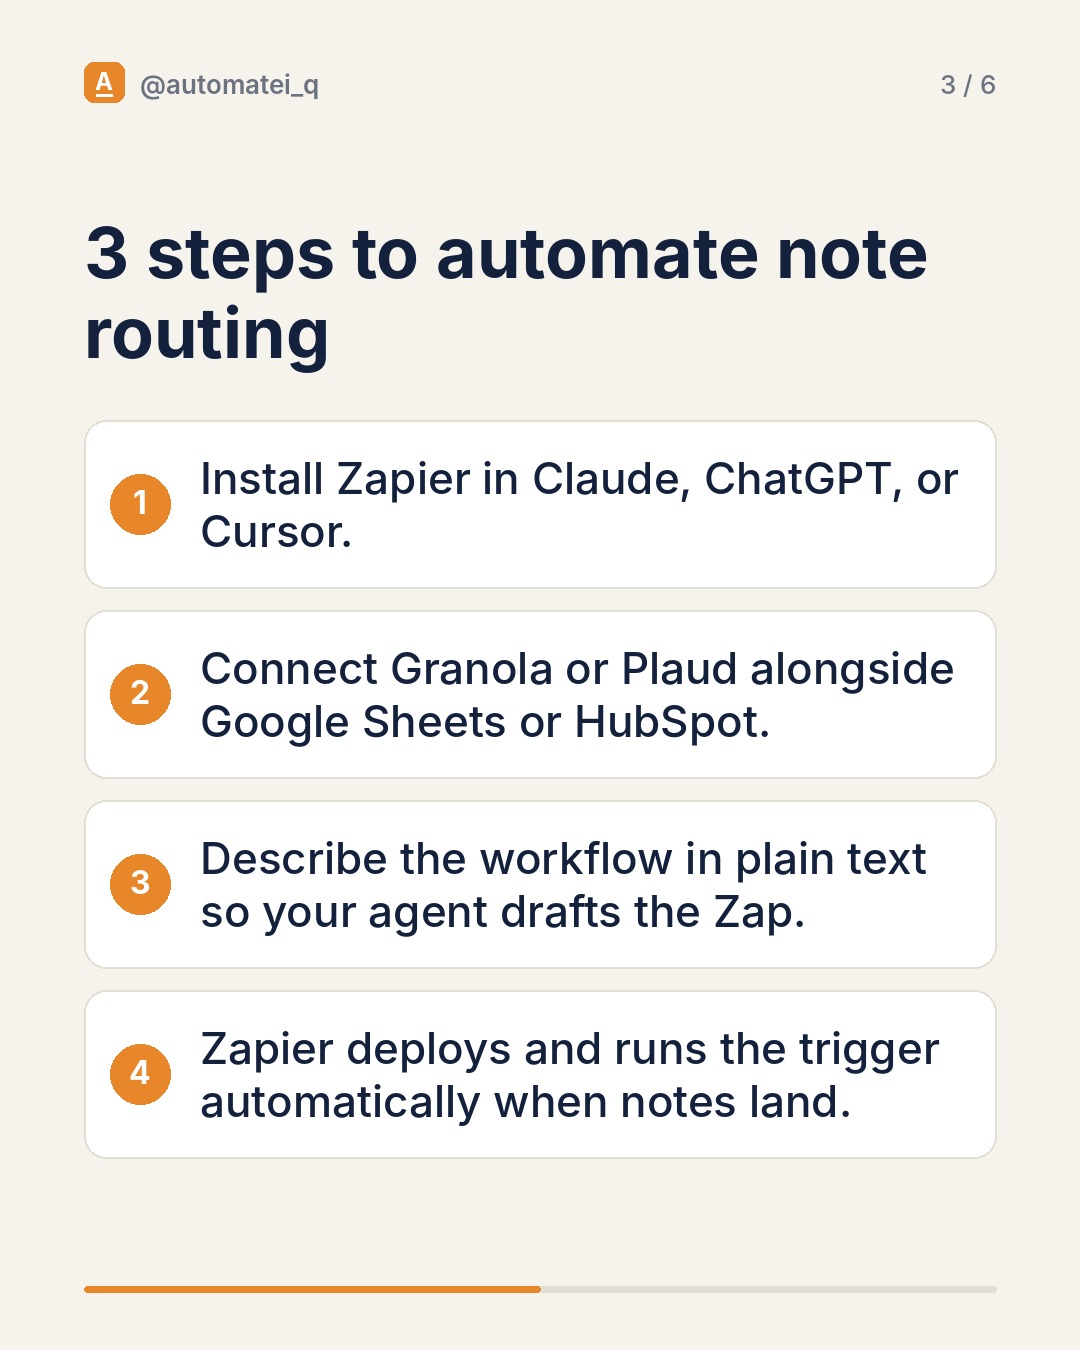 A
@automatei_q
3 / 6
3 steps to automate note
routing
1
Install Zapier in Claude, ChatGPT, or
Cursor.
2
Connect Granola or Plaud alongside
Google Sheets or HubSpot.
3
Describe the workflow in plain text
so your agent drafts the Zap.
4
Zapier deploys and runs the trigger
automatically when notes land.